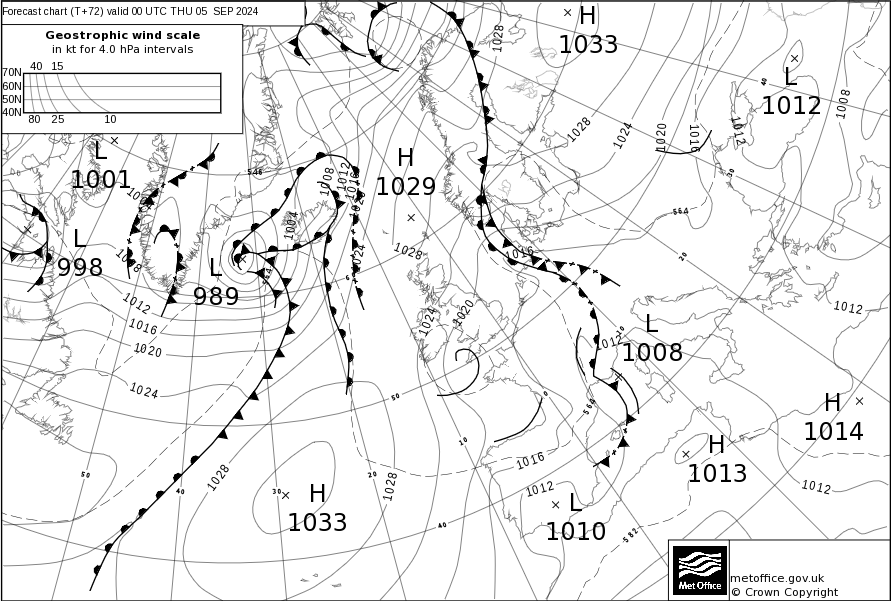 Forecast chart (T+72) valid 00 UTC THU 05 SEP 2024
Geostrophic wind scale
in kt for 4.0 hPa intervals
40 15
70N
60N
50N
40N
80 25 10
H
1033
L
1012
L
1001
H
1029
L
998
L
989
L
1008
H
1014
H
1013
H
1033
L
1010
1028
1028
1024
1020
1016
1012
1008
1008
1012
1016
1004
1024
1028
1016
1024
1020
1012
1012
1016
1020
1024
1012
1028
1028
1016
1012
1012
546
564
564
564
582
40
30
20
10
0
10
20
30
40
50
50
40
metoffice.gov.uk
© Crown Copyright
Met Office